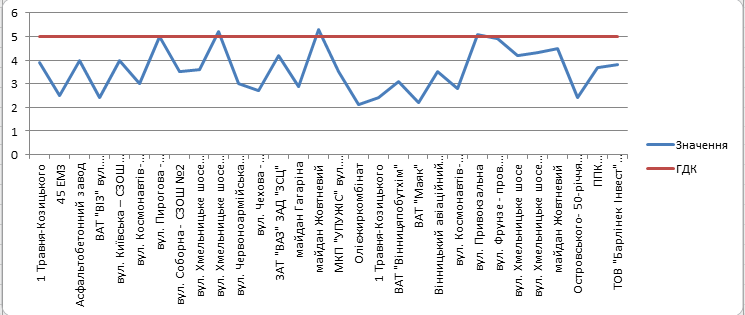 6
5
4
3
2
1
0
1 Травня-Козицького
45 ЕМЗ
Асфальтобетонний завод
ВАТ "ВІЗ" вул....
вул. Київська – СЗОШ...
вул. Космонавтів-...
вул. Пирогова -...
вул. Соборна- СЗОШ №2
вул. Хмельницьке шосе...
вул. Хмельницьке шосе...
вул. Червоноармійська...
вул. Чехова -...
ЗАТ "ВАЗ" ЗАД "ЗСЦ"
майдан Гагаріна
майдан Жовтневий
МКП "УПУЖІС" вул...
Олієжиркомбінат
1 Травня-Козицького
ВАТ "Вінницяпобутхім"
ВАТ "Маяк"
Вінницький авіаційний...
вул. Космонавтів-...
вул. Привокзальна
вул. Фрунзе - пров...
вул. Хмельницьке шосе
вул. Хмельницьке шосе...
майдан Жовтневий
Островського- 50-річчя...
ППК...
ТОВ "Барлінек Інвест"...
Значення
ГДК